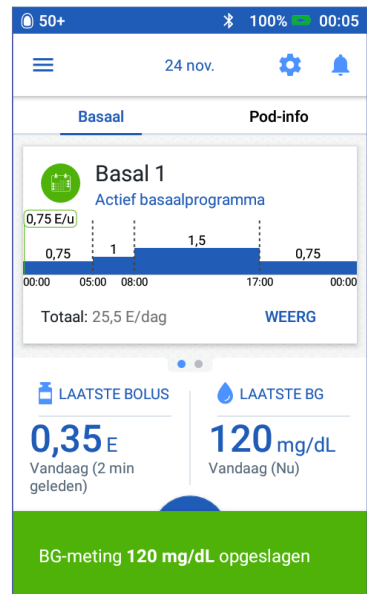 50+ 100% 00:05
24 nov.
Basaal Pod-info
Basal 1
Actief basaalprogramma
0,75 E/u
0,75 1 1,5 0,75
00:00 05:00 08:00 17:00 00:00
Totaal: 25,5 E/dag WEERG
LAATSTE BOLUS LAATSTE BG
0,35 E 120 mg/dL
Vandaag (2 min Vandaag (Nu)
geleden)
BG-meting 120 mg/dL opgeslagen